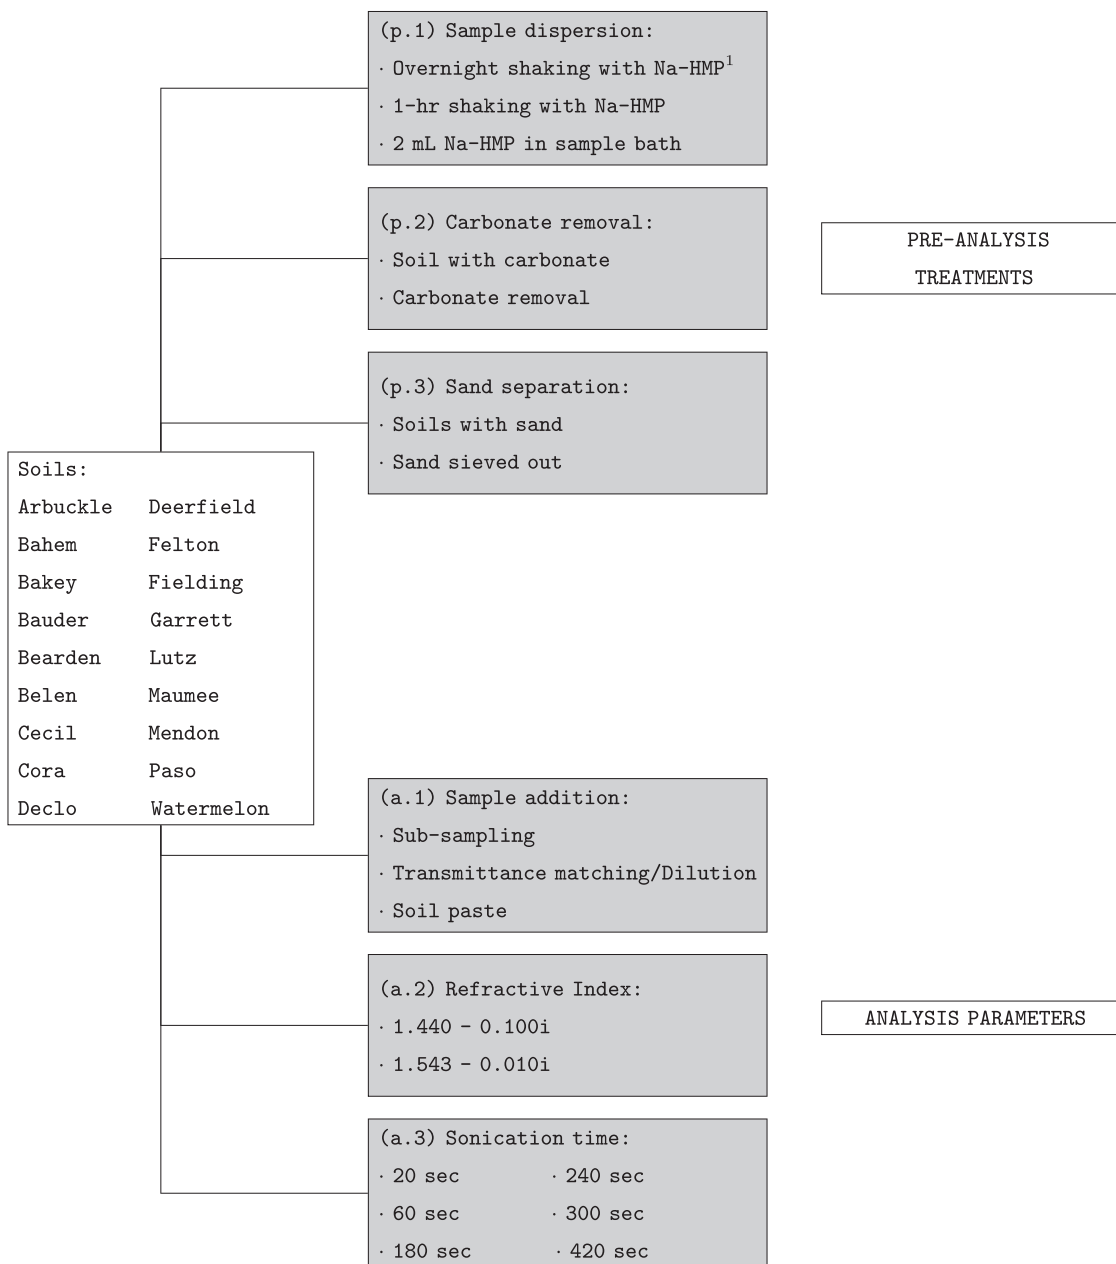 (p.1) Sample dispersion:
· Overnight shaking with Na-HMP¹
· 1-hr shaking with Na-HMP
· 2 mL Na-HMP in sample bath
(p.2) Carbonate removal:
· Soil with carbonate
· Carbonate removal
PRE-ANALYSIS
TREATMENTS
(p.3) Sand separation:
· Soils with sand
· Sand sieved out
Soils:
Arbuckle Deerfield
Bahem Felton
Bakey Fielding
Bauder Garrett
Bearden Lutz
Belen Maumee
Cecil Mendon
Cora Paso
Declo Watermelon
(a.1) Sample addition:
· Sub-sampling
· Transmittance matching/Dilution
· Soil paste
(a.2) Refractive Index:
· 1.440 - 0.100i
· 1.543 - 0.010i
ANALYSIS PARAMETERS
(a.3) Sonication time:
· 20 sec · 240 sec
· 60 sec · 300 sec
· 180 sec · 420 sec